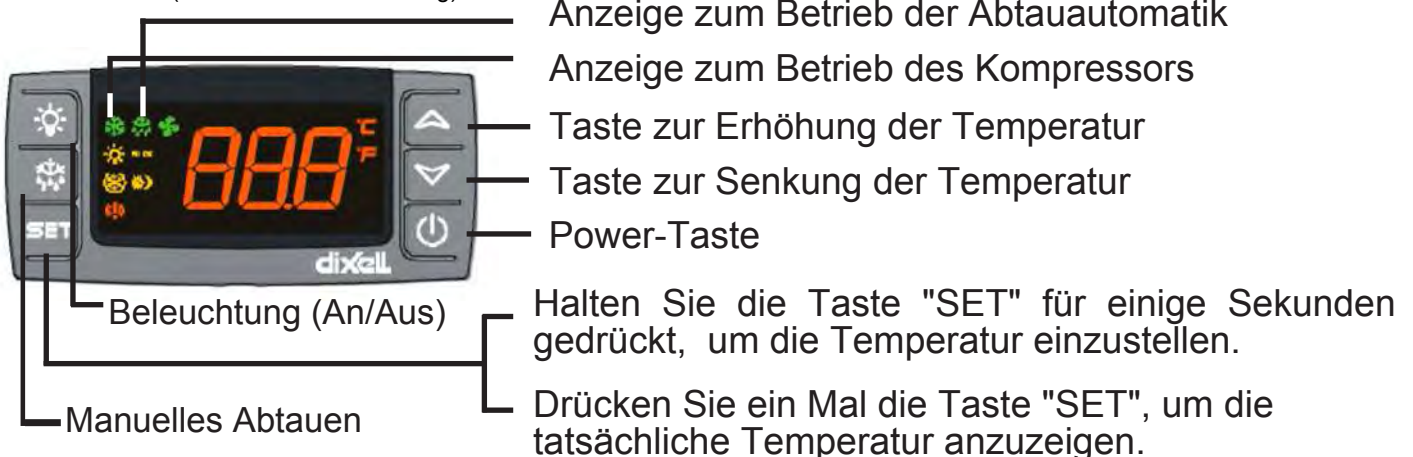 Anzeige zum Betrieb der Abtauautomatik
Anzeige zum Betrieb des Kompressors
Taste zur Erhöhung der Temperatur
Taste zur Senkung der Temperatur
Power-Taste
88.8
°C
°F
SET
dixell
Beleuchtung (An/Aus)
Halten Sie die Taste "SET" für einige Sekunden
gedrückt, um die Temperatur einzustellen.
Drücken Sie ein Mal die Taste "SET", um die
tatsächliche Temperatur anzuzeigen.
Manuelles Abtauen